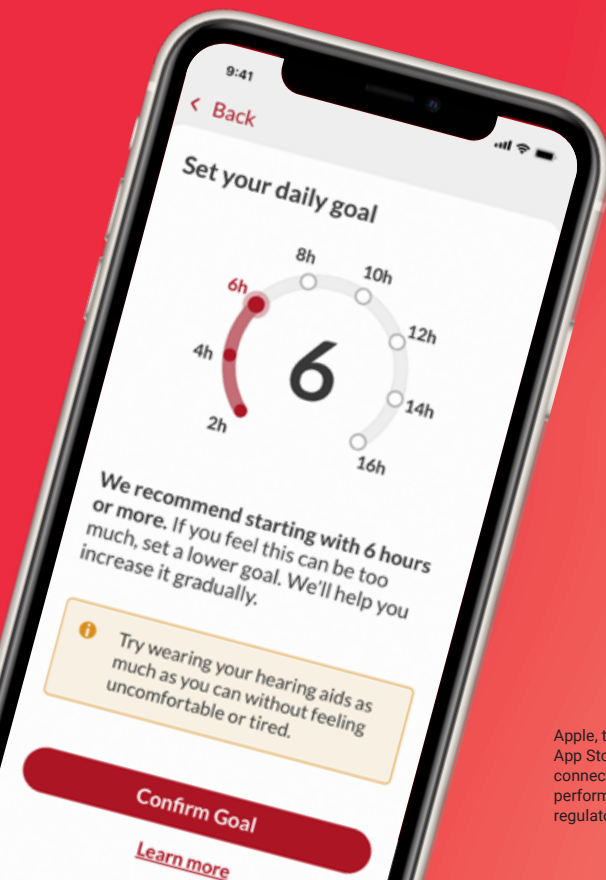 9:41
Back
Set your daily goal
8h
10h
6h
12h
4h
6
14h
2h
16h
We recommend starting with 6 hours
or more. If you feel this can be too
much, set a lower goal. We'll help you
increase it gradually.
Try wearing your hearing aids as
much as you can without feeling
uncomfortable or tired.
Confirm Goal
Learn more
Apple, t
App Sto
connec
perform
regulato